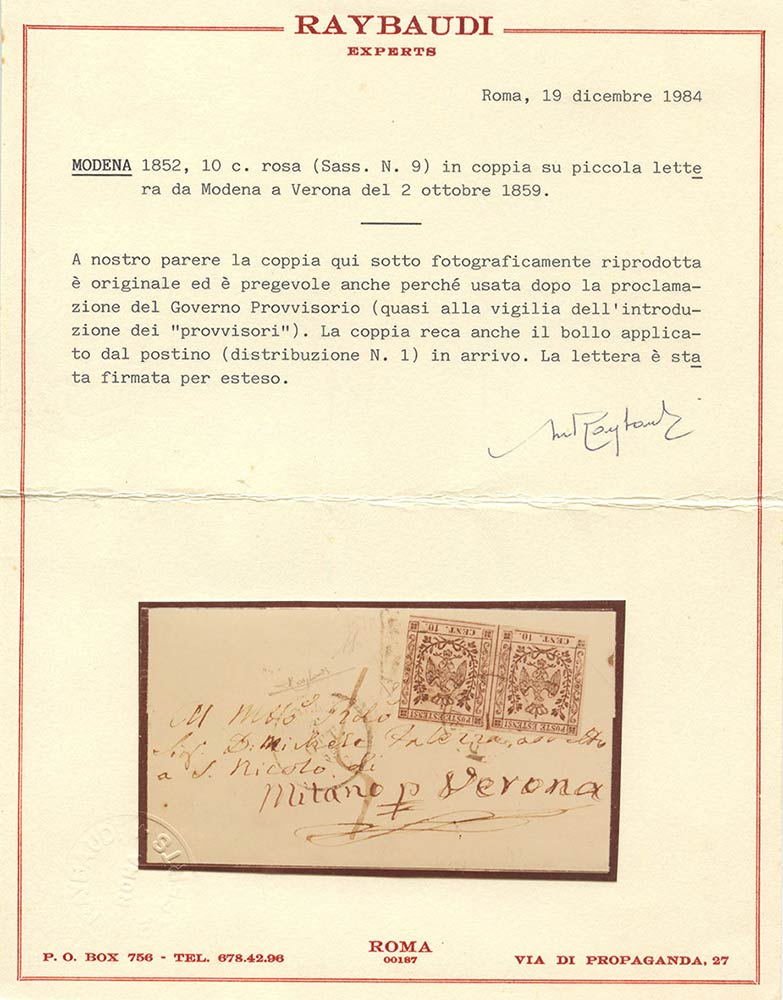 RAYBAUDI
EXPERTS
Roma, 19 dicembre 1984
MODENA 1852, 10 c. rosa (Sass. N. 9) in coppia su piccola lette
ra da Modena a Verona del 2 ottobre 1859.
A nostro parere la coppia qui sotto fotograficamente riprodotta
è originale ed è pregevole anche perché usata dopo la proclama-
zione del Governo Provvisorio (quasi alla vigilia dell'introdu-
zione dei "provvisori"). La coppia reca anche il bollo applica-
to dal postino (distribuzione N. 1) in arrivo. La lettera è sta
ta firmata per esteso.
CENT. 10. CENT. 10.
POSTE ESTENSI POSTE ESTENSI
Sig. D. Michele
a S. Nicolo di
Milano p Verona
ROMA
00187
P. O. BOX 756 - TEL. 678.42.96
VIA DI PROPAGANDA, 27